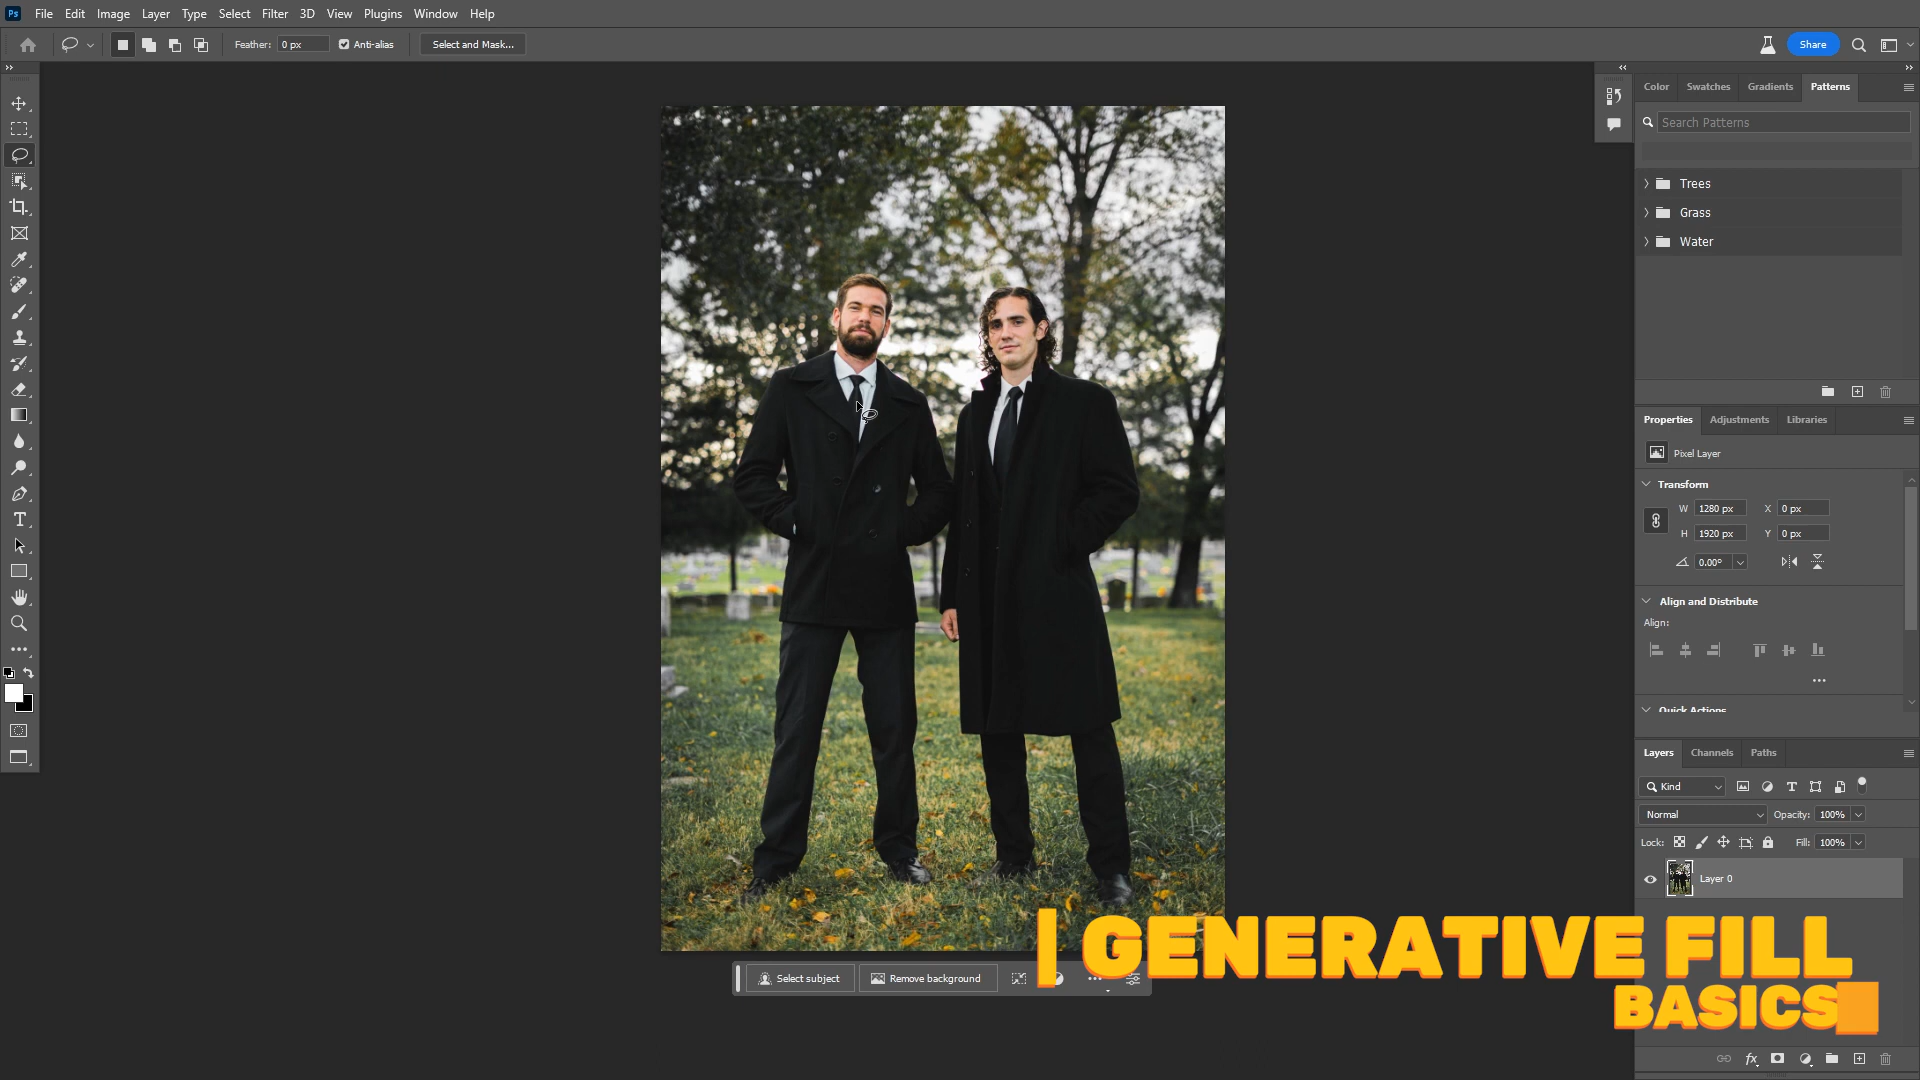 Ps File Edit Image Layer Type Select Filter 3D View Plugins Window Help
Feather: 0 px Anti-alias Select and Mask... Share
Color Swatches Gradients Patterns
Search Patterns
Trees
Grass
Water
Properties Adjustments Libraries
Pixel Layer
Transform
W 1280 px X 0 px
H 1920 px Y 0 px
0.00°
Align and Distribute
Align:
Quick Actions
Layers Channels Paths
Kind
Normal Opacity: 100%
Lock: Fill: 100%
Layer 0
Select subject Remove background
GENERATIVE FILL
BASICS
fx